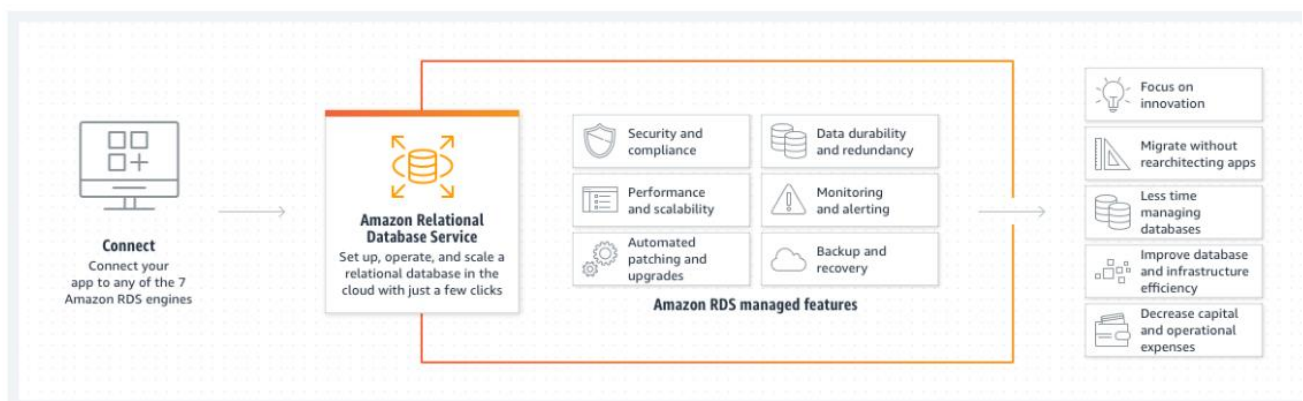 Connect
Connect your
app to any of the 7
Amazon RDS engines
Amazon Relational
Database Service
Set up, operate, and scale a
relational database in the
cloud with just a few clicks
Security and
compliance
Data durability
and redundancy
Performance
and scalability
Monitoring
and alerting
Automated
patching and
upgrades
Backup and
recovery
Amazon RDS managed features
Focus on
innovation
Migrate without
rearchitecting apps
Less time
managing
databases
Improve database
and infrastructure
efficiency
Decrease capital
and operational
expenses